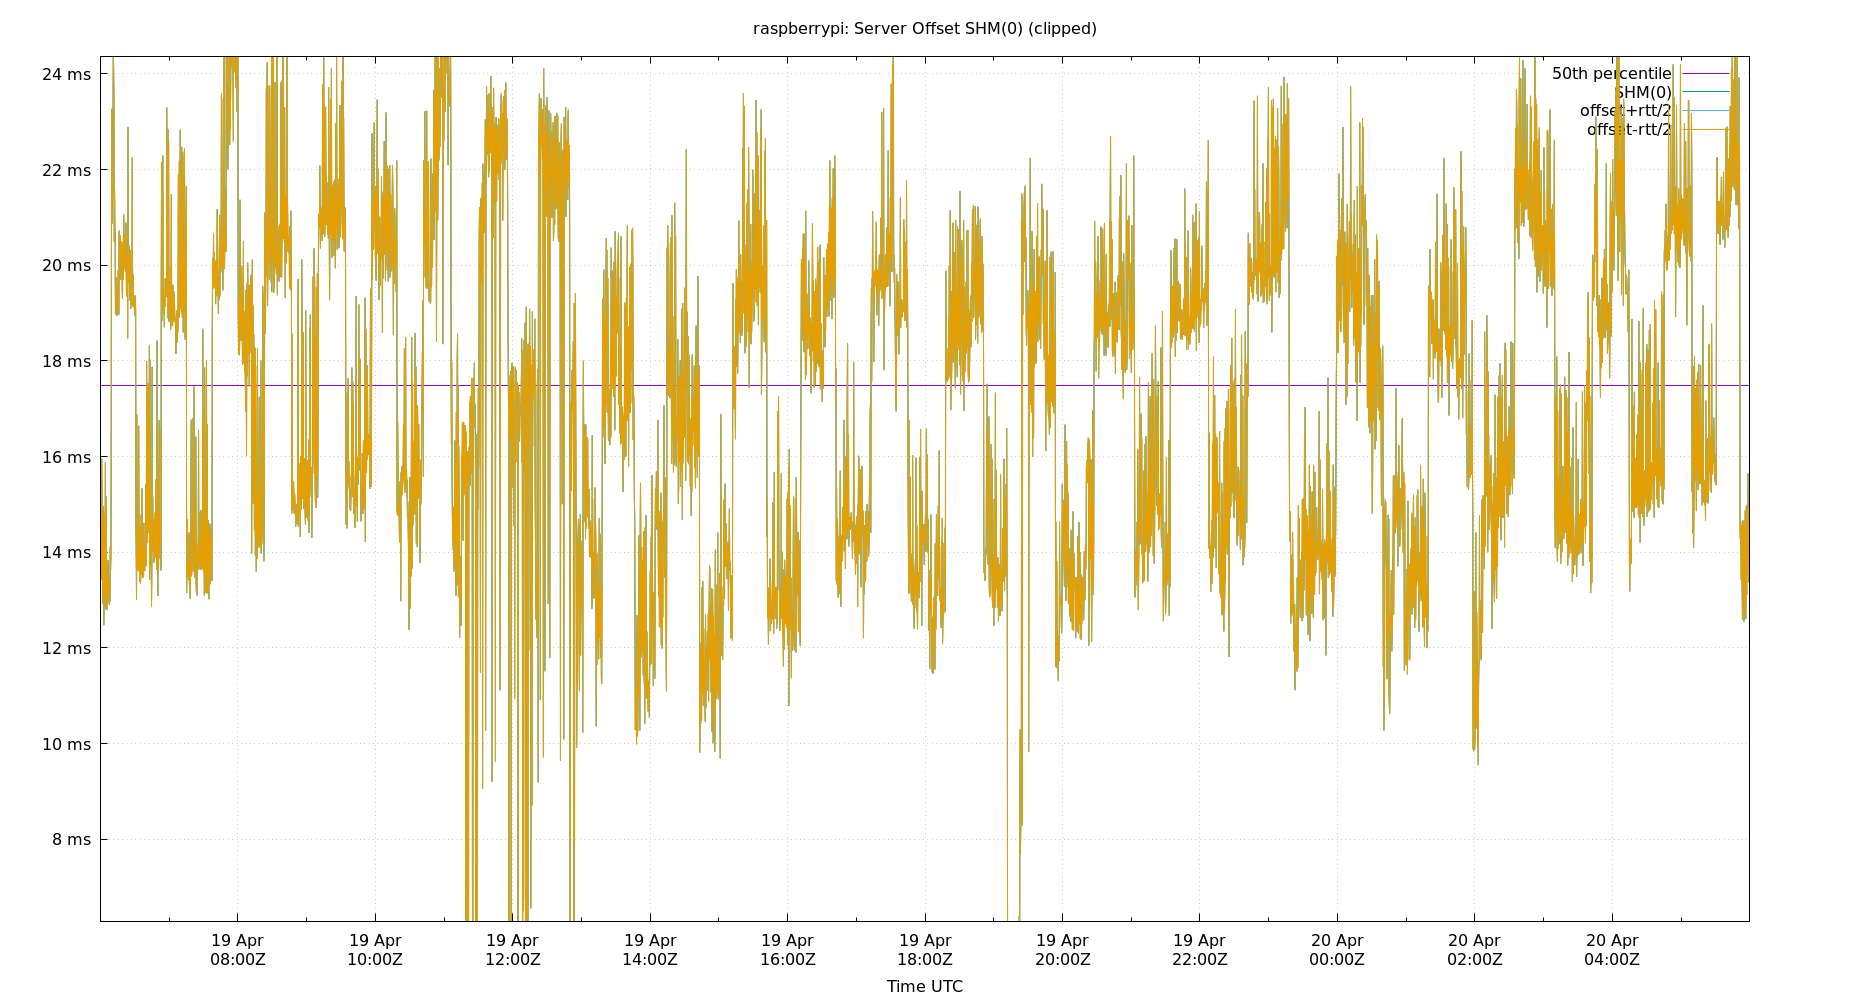 raspberrypi: Server Offset SHM(0) (clipped)
24 ms
22 ms
20 ms
18 ms
16 ms
14 ms
12 ms
10 ms
8 ms
50th percentile
SHM(0)
offset+rtt/2
offset-rtt/2
19 Apr 19 Apr 19 Apr 19 Apr 19 Apr 19 Apr 19 Apr 19 Apr 20 Apr 20 Apr 20 Apr
08:00Z 10:00Z 12:00Z 14:00Z 16:00Z 18:00Z 20:00Z 22:00Z 00:00Z 02:00Z 04:00Z
Time UTC